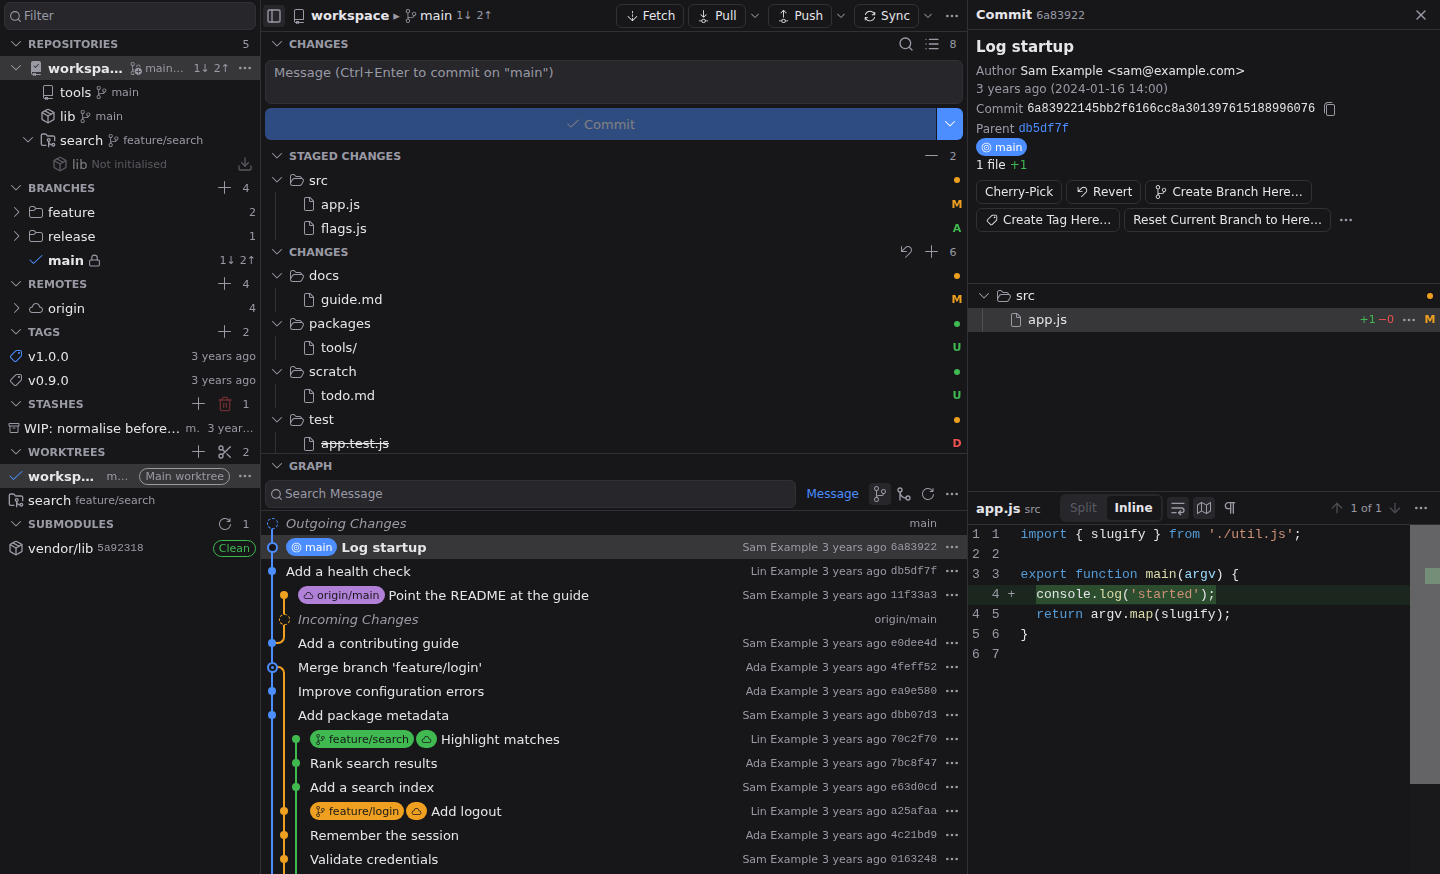 Filter
REPOSITORIES 5
workspa... main... 1↓ 2↑
tools main
lib main
search feature/search
lib Not initialised
BRANCHES 4
feature 2
release 1
main 1↓ 2↑
REMOTES 4
origin 4
TAGS 2
v1.0.0 3 years ago
v0.9.0 3 years ago
STASHES 1
WIP: normalise before... m. 3 year...
WORKTREES 2
worksp... m... Main worktree
search feature/search
SUBMODULES 1
vendor/lib 5a92318 Clean
workspace ▸ main 1↓ 2↑ Fetch Pull Push Sync
CHANGES 8
Message (Ctrl+Enter to commit on "main")
Commit
STAGED CHANGES 2
src
app.js M
flags.js A
CHANGES 6
docs
guide.md M
packages
tools/ U
scratch
todo.md U
test
app.test.js D
GRAPH
Search Message Message
Outgoing Changes main
main Log startup Sam Example 3 years ago 6a83922
Add a health check Lin Example 3 years ago db5df7f
origin/main Point the README at the guide Sam Example 3 years ago 11f33a3
Incoming Changes origin/main
Add a contributing guide Sam Example 3 years ago e0dee4d
Merge branch 'feature/login' Ada Example 3 years ago 4feff52
Improve configuration errors Ada Example 3 years ago ea9e580
Add package metadata Sam Example 3 years ago dbb07d3
feature/search Highlight matches Lin Example 3 years ago 70c2f70
Rank search results Ada Example 3 years ago 7bc8f47
Add a search index Sam Example 3 years ago e63d0cd
feature/login Add logout Lin Example 3 years ago a25afaa
Remember the session Ada Example 3 years ago 4c21bd9
Validate credentials Sam Example 3 years ago 0163248
Commit 6a83922
Log startup
Author Sam Example <sam@example.com>
3 years ago (2024-01-16 14:00)
Commit 6a83922145bb2f6166cc8a301397615188996076
Parent db5df7f
main
1 file +1
Cherry-Pick Revert Create Branch Here...
Create Tag Here... Reset Current Branch to Here...
src
app.js +1 −0 M
app.js src Split Inline 1 of 1
1 1 import { slugify } from './util.js';
2 2
3 3 export function main(argv) {
4 + console.log('started');
4 5 return argv.map(slugify);
5 6 }
6 7